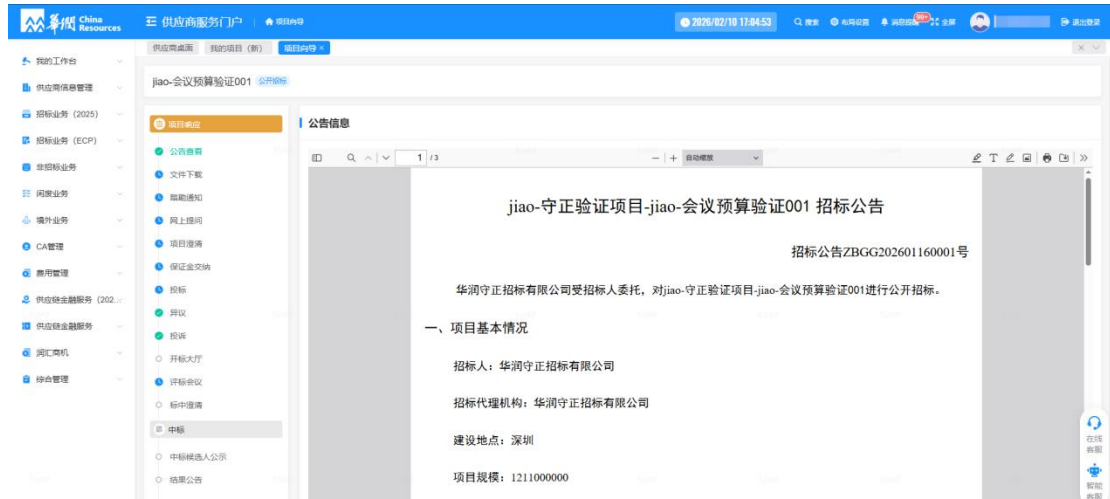 華潤 China Resources
供应商服务门户 项目向导
2026/02/10 17:04:53 搜索 布局设置 消息提醒 99+ 全屏 退出登录
供应商桌面 我的项目（新） 项目向导 ×
我的工作台
供应商信息管理
招标业务（2025）
招标业务（ECP）
非招标业务
闲废业务
境外业务
CA管理
费用管理
供应链金融服务（202...
供应链金融服务
润汇商机
综合管理
jiao-会议预算验证001 公开招标
项目响应
公告查看
文件下载
踏勘通知
网上提问
项目澄清
保证金交纳
投标
异议
投诉
开标大厅
评标会议
标中澄清
中标
中标候选人公示
结果公告
公告信息
1 /3 自动缩放
jiao-守正验证项目-jiao-会议预算验证001 招标公告
招标公告ZBGG202601160001号
华润守正招标有限公司受招标人委托，对jiao-守正验证项目-jiao-会议预算验证001进行公开招标。
一、项目基本情况
招标人：华润守正招标有限公司
招标代理机构：华润守正招标有限公司
建设地点：深圳
项目规模：1211000000
在线
客服
智能
客服